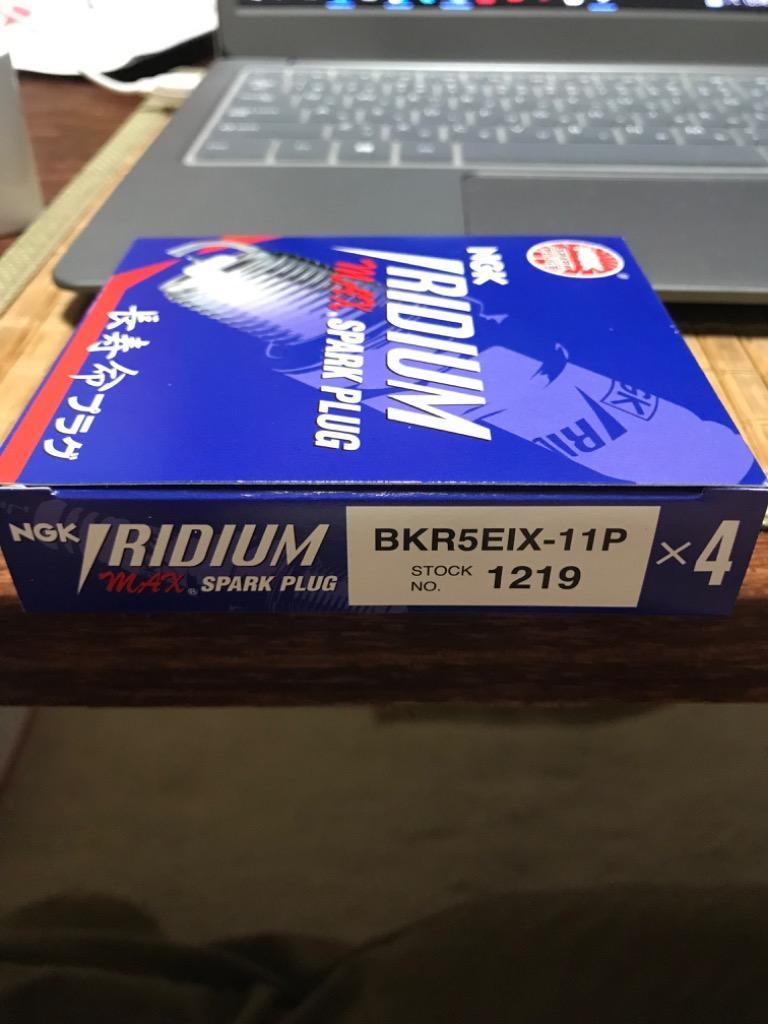 NGK
IRIDIUM
MAX® SPARK PLUG
長寿命プラグ
NGK IRIDIUM
MAX® SPARK PLUG
BKR5EIX-11P
STOCK NO. 1219
×4